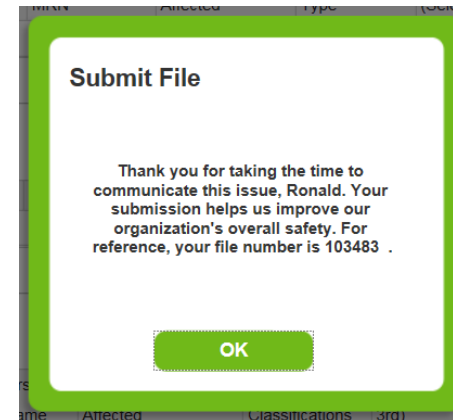 MRN Affected Type
Submit File
Thank you for taking the time to
communicate this issue, Ronald. Your
submission helps us improve our
organization's overall safety. For
reference, your file number is 103483 .
OK
Affected Classifications 3rd)